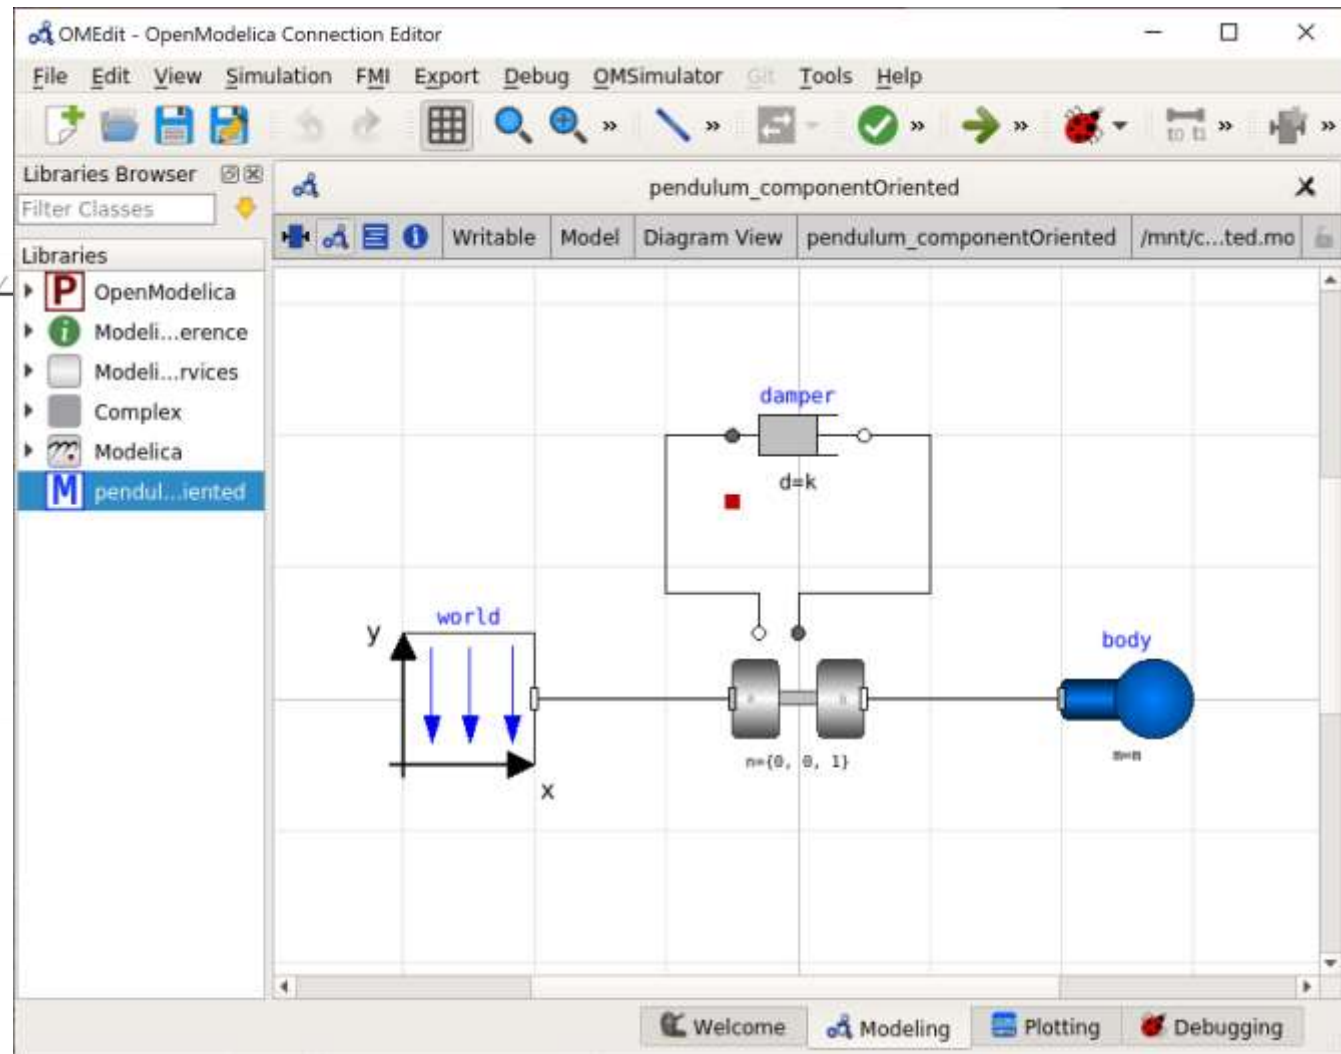 OMEdit - OpenModelica Connection Editor
File Edit View Simulation FMI Export Debug OMSimulator Git Tools Help
Libraries Browser
Filter Classes
pendulum_componentOriented
Writable Model Diagram View pendulum_componentOriented /mnt/c...ted.mo
Libraries
P OpenModelica
i Modeli...erence
Modeli...rvices
Complex
Modelica
M pendul...iented
damper
d=k
world
y
x
a b
n={0, 0, 1}
body
m=m
Welcome Modeling Plotting Debugging